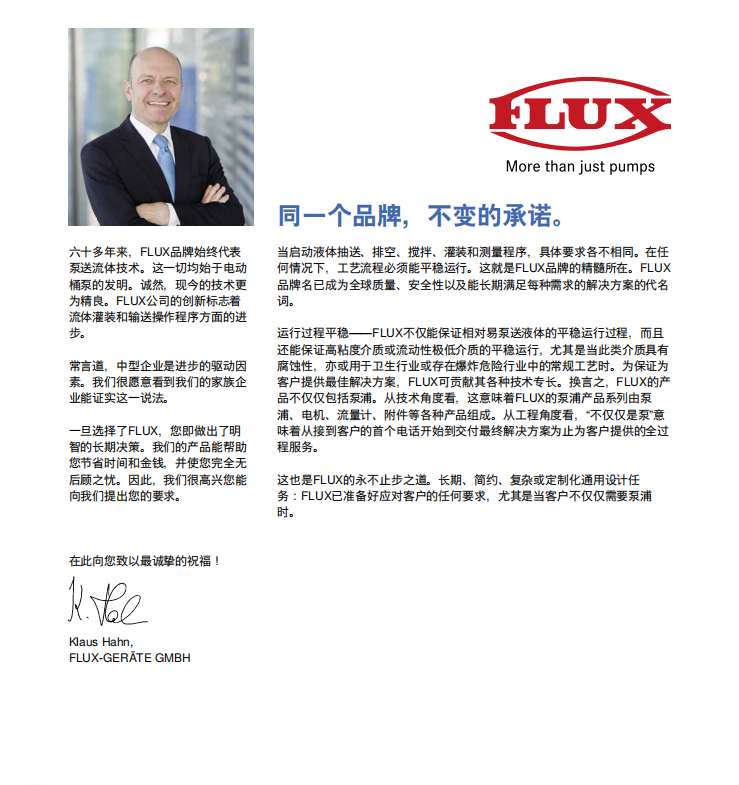 FLUX
More than just pumps
同一个品牌，不变的承诺。
六十多年来，FLUX品牌始终代表
泵送流体技术。这一切均始于电动
桶泵的发明。诚然，现今的技术更
为精良。FLUX公司的创新标志着
流体灌装和输送操作程序方面的进
步。
常言道，中型企业是进步的驱动因
素。我们很愿意看到我们的家族企
业能证实这一说法。
一旦选择了FLUX，您即做出了明
智的长期决策。我们的产品能帮助
您节省时间和金钱，并使您完全无
后顾之忧。因此，我们很高兴您能
向我们提出您的要求。
在此向您致以最诚挚的祝福！
K. Hahn
Klaus Hahn,
FLUX-GERÄTE GMBH
当启动液体抽送、排空、搅拌、灌装和测量程序，具体要求各不相同。在任
何情况下，工艺流程必须能平稳运行。这就是FLUX品牌的精髓所在。FLUX
品牌名已成为全球质量、安全性以及能长期满足每种需求的解决方案的代名
词。
运行过程平稳——FLUX不仅能保证相对易泵送液体的平稳运行过程，而且
还能保证高粘度介质或流动性极低介质的平稳运行，尤其是当此类介质具有
腐蚀性，亦或用于卫生行业或存在爆炸危险行业中的常规工艺时。为保证为
客户提供最佳解决方案，FLUX可贡献其各种技术专长。换言之，FLUX的产
品不仅仅包括泵浦。从技术角度看，这意味着FLUX的泵浦产品系列由泵
浦、电机、流量计、附件等各种产品组成。从工程角度看，“不仅仅是泵”意
味着从接到客户的首个电话开始到交付最终解决方案为止为客户提供的全过
程服务。
这也是FLUX的永不止步之道。长期、简约、复杂或定制化通用设计任
务：FLUX已准备好应对客户的任何要求，尤其是当客户不仅仅需要泵浦
时。